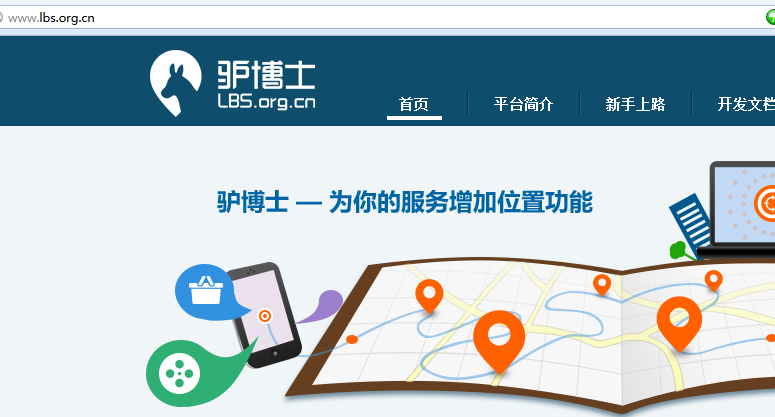 www.lbs.org.cn
驴博士
LBS.org.cn
首页 平台简介 新手上路 开发文档
驴博士 — 为你的服务增加位置功能